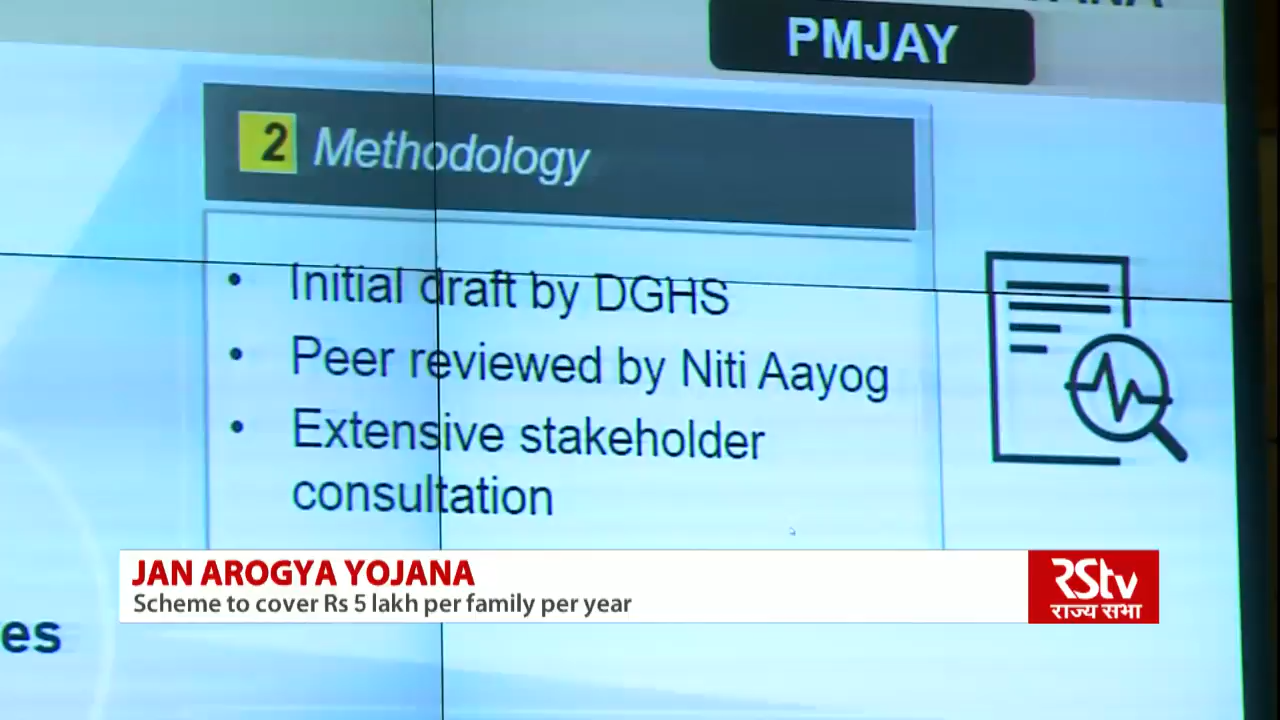 PMJAY
2 Methodology
• Initial draft by DGHS
• Peer reviewed by Niti Aayog
• Extensive stakeholder
consultation
JAN AROGYA YOJANA
Scheme to cover Rs 5 lakh per family per year
RStv
राज्य सभा
es